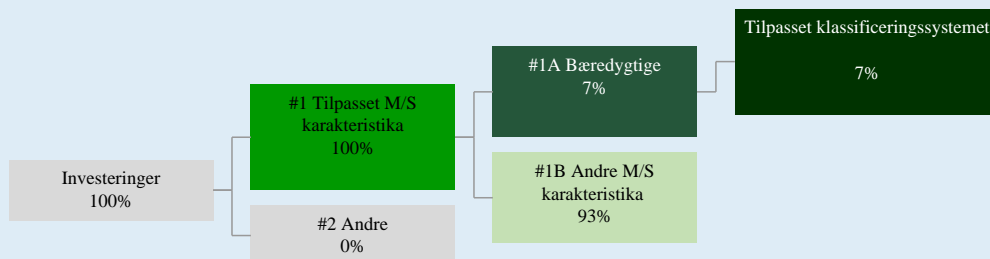 Investeringer
100%
#1 Tilpasset M/S
karakteristika
100%
#2 Andre
0%
#1A Bæredygtige
7%
#1B Andre M/S
karakteristika
93%
Tilpasset klassificeringssystemet
7%